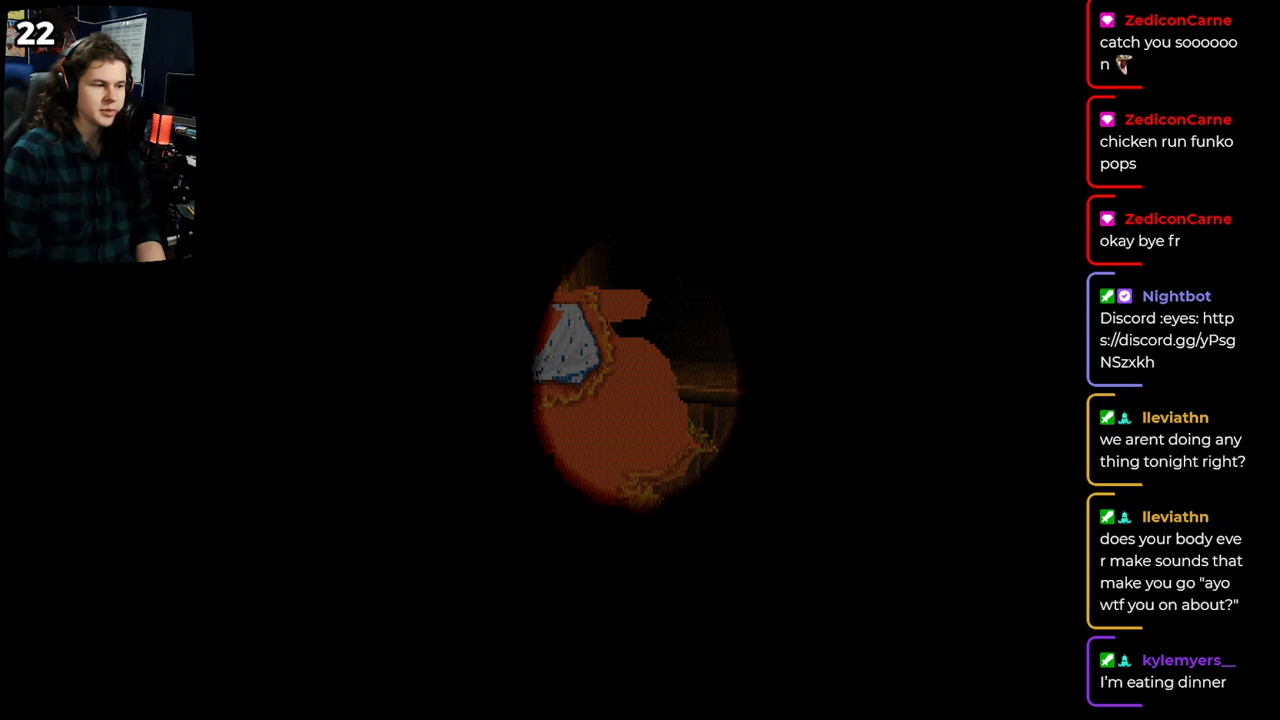 22
ZediconCarne
catch you soooooo
n
ZediconCarne
chicken run funko
pops
ZediconCarne
okay bye fr
Nightbot
Discord :eyes: http
s://discord.gg/yPsg
NSzxkh
lleviathn
we arent doing any
thing tonight right?
lleviathn
does your body eve
r make sounds that
make you go "ayo
wtf you on about?"
kylemyers__
I'm eating dinner